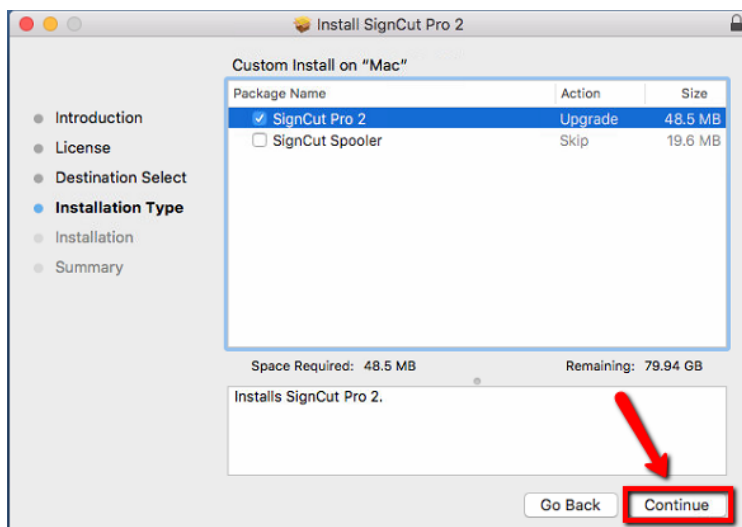 Install SignCut Pro 2
Custom Install on “Mac”
Package Name Action Size
SignCut Pro 2 Upgrade 48.5 MB
SignCut Spooler Skip 19.6 MB
Introduction
License
Destination Select
Installation Type
Installation
Summary
Space Required: 48.5 MB Remaining: 79.94 GB
Installs SignCut Pro 2.
Go Back Continue